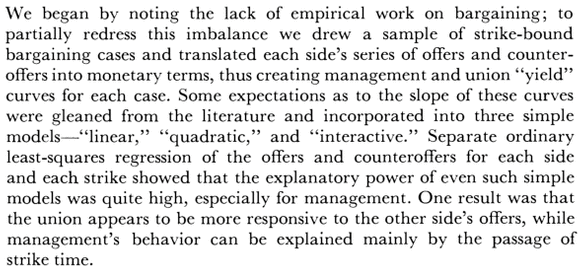 We began by noting the lack of empirical work on bargaining; to
partially redress this imbalance we drew a sample of strike-bound
bargaining cases and translated each side's series of offers and counter-
offers into monetary terms, thus creating management and union "yield"
curves for each case. Some expectations as to the slope of these curves
were gleaned from the literature and incorporated into three simple
models—"linear," "quadratic," and "interactive." Separate ordinary
least-squares regression of the offers and counteroffers for each side
and each strike showed that the explanatory power of even such simple
models was quite high, especially for management. One result was that
the union appears to be more responsive to the other side's offers, while
management's behavior can be explained mainly by the passage of
strike time.